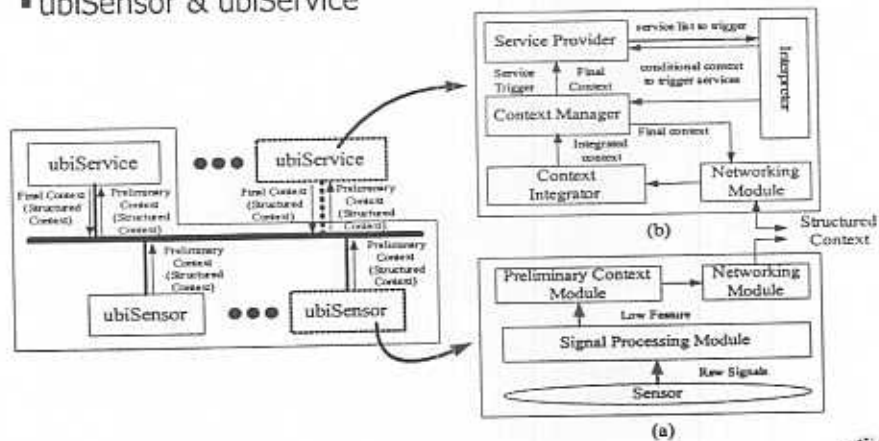 ▪ ubiSensor & ubiService
ubiService
ubiService
Final Context
(Structured
Context)
Preliminary
Context
(Structured
Context)
Final Context
(Structured
Context)
Preliminary
Context
(Structured
Context)
Preliminary
Context
(Structured
Context)
Preliminary
Context
(Structured
Context)
ubiSensor
ubiSensor
Service Provider
service list to trigger
Interpreter
Service
Trigger
Final
Context
conditional context
to trigger services
Context Manager
Final context
Integrated
context
Context
Integrator
Networking
Module
(b)
Structured
Context
Preliminary Context
Module
Networking
Module
Low Feature
Signal Processing Module
Raw Signals
Sensor
(a)